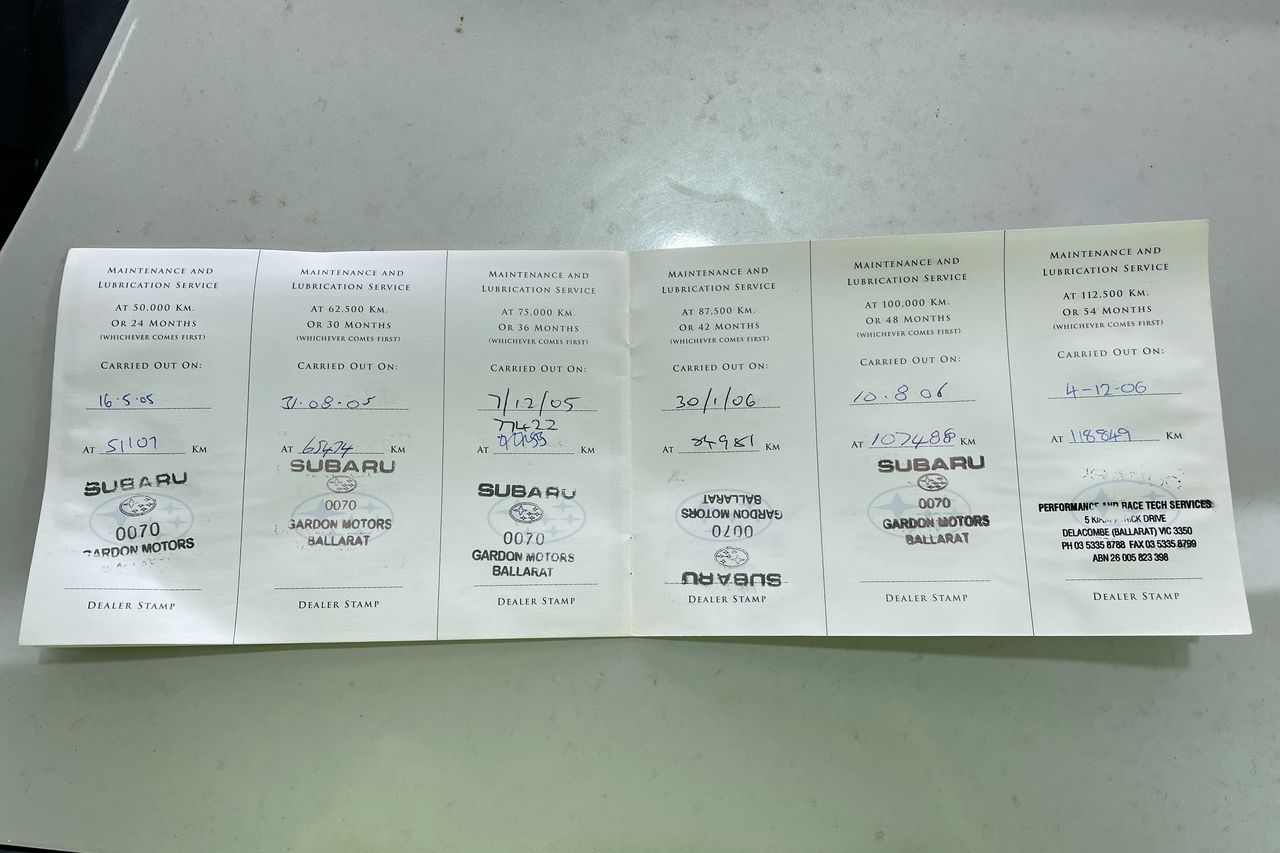 MAINTENANCE AND
LUBRICATION SERVICE
AT 50,000 KM.
OR 24 MONTHS
(WHICHEVER COMES FIRST)
CARRIED OUT ON:
16·5·05
AT 51107 KM
SUBARU
0070
GARDON MOTORS
DEALER STAMP
MAINTENANCE AND
LUBRICATION SERVICE
AT 62,500 KM.
OR 30 MONTHS
(WHICHEVER COMES FIRST)
CARRIED OUT ON:
31·08·05
AT 65474 KM
SUBARU
0070
GARDON MOTORS
BALLARAT
DEALER STAMP
MAINTENANCE AND
LUBRICATION SERVICE
AT 75,000 KM.
OR 36 MONTHS
(WHICHEVER COMES FIRST)
CARRIED OUT ON:
7/12/05
77422
AT KM
SUBARU
0070
GARDON MOTORS
BALLARAT
DEALER STAMP
MAINTENANCE AND
LUBRICATION SERVICE
AT 87,500 KM.
OR 42 MONTHS
(WHICHEVER COMES FIRST)
CARRIED OUT ON:
30/1/06
AT 84981 KM
SUBARU
0070
GARDON MOTORS
BALLARAT
DEALER STAMP
MAINTENANCE AND
LUBRICATION SERVICE
AT 100,000 KM.
OR 48 MONTHS
(WHICHEVER COMES FIRST)
CARRIED OUT ON:
10·8·06
AT 107488 KM
SUBARU
0070
GARDON MOTORS
BALLARAT
DEALER STAMP
MAINTENANCE AND
LUBRICATION SERVICE
AT 112,500 KM.
OR 54 MONTHS
(WHICHEVER COMES FIRST)
CARRIED OUT ON:
4-12-06
AT 118849 KM
PERFORMANCE AND RACE TECH SERVICES
5 DRIVE
DELACOMBE (BALLARAT) VIC 3350
PH 03 5335 8788 FAX 03 5335 8799
ABN 26 005 823 398
DEALER STAMP